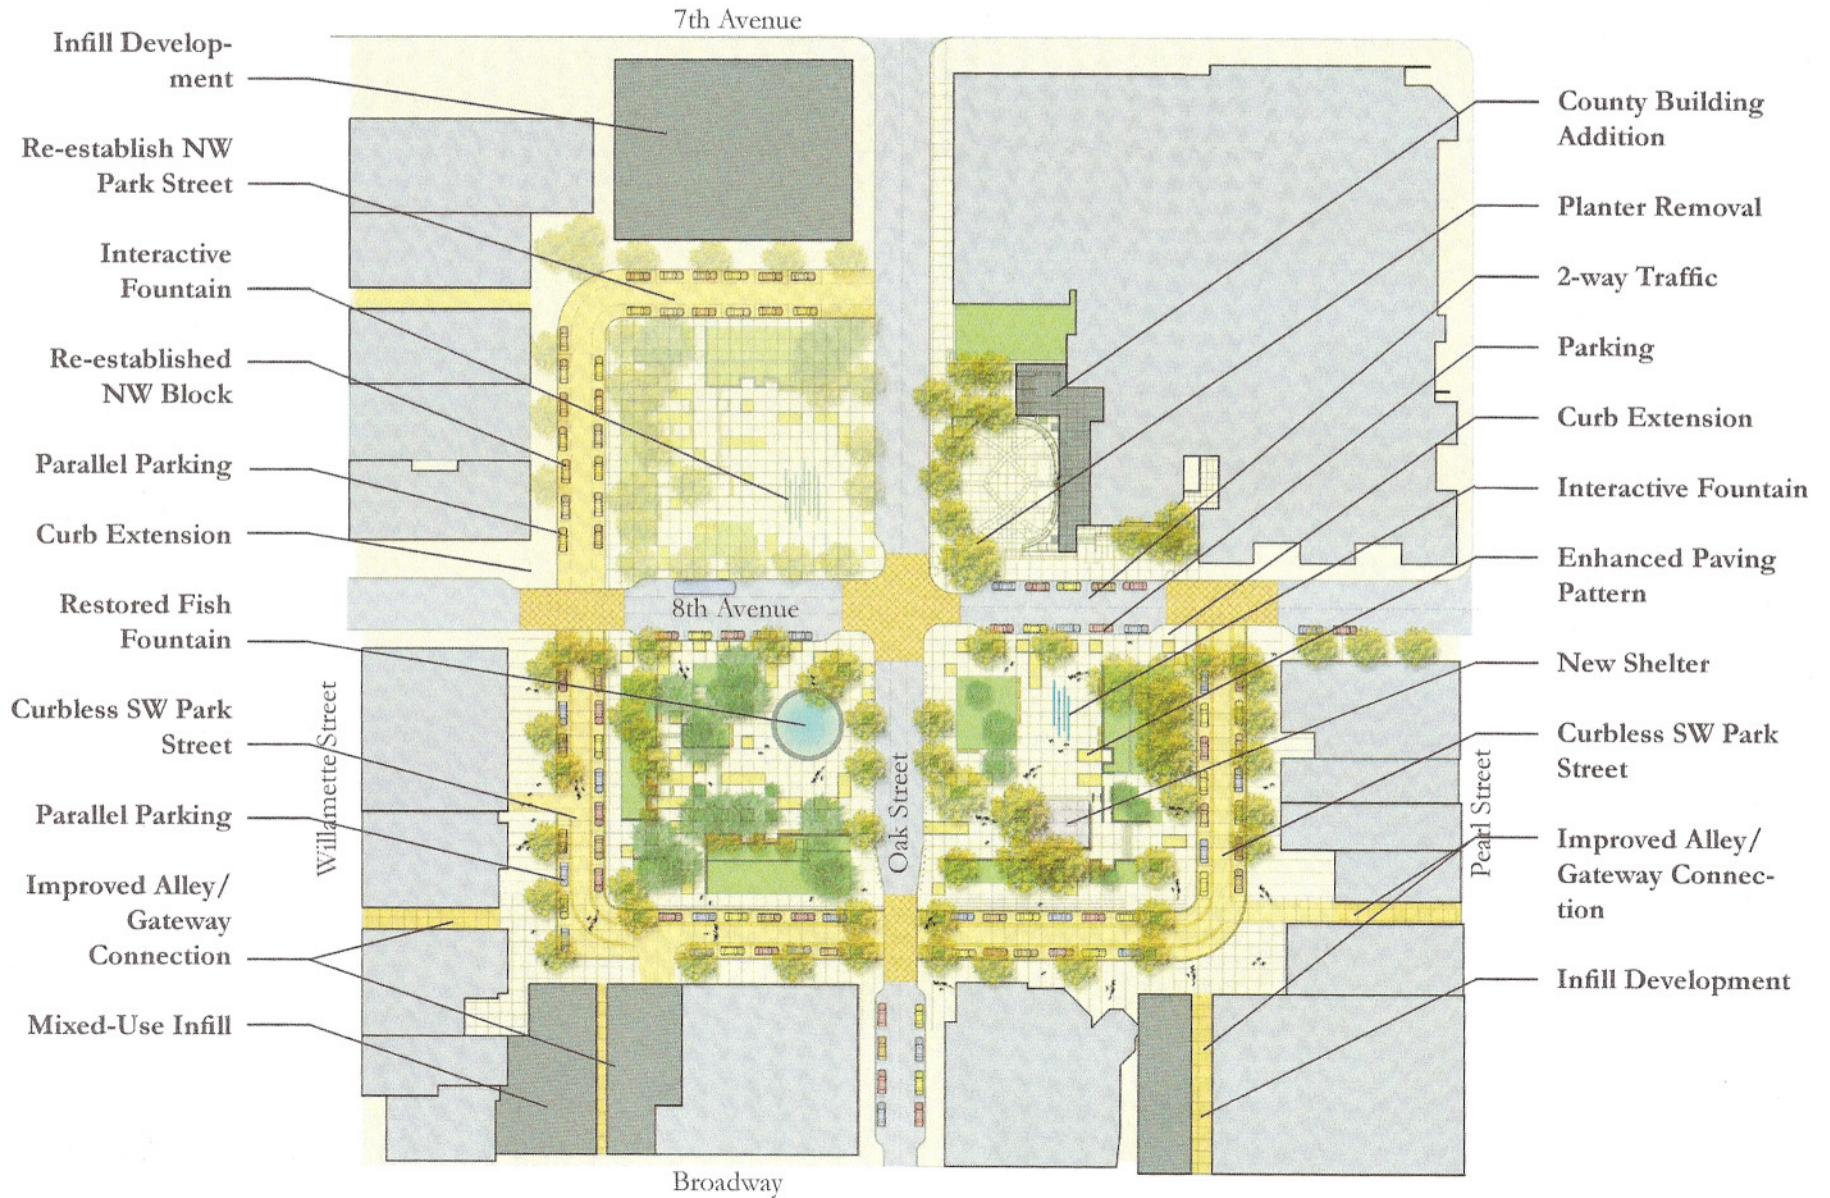 7th Avenue
Infill Develop-
ment
Re-establish NW
Park Street
Interactive
Fountain
Re-established
NW Block
Parallel Parking
Curb Extension
Restored Fish
Fountain
Curbless SW Park
Street
Parallel Parking
Improved Alley/
Gateway
Connection
Mixed-Use Infill
Willamette Street
8th Avenue
Oak Street
Pearl Street
Broadway
County Building
Addition
Planter Removal
2-way Traffic
Parking
Curb Extension
Interactive Fountain
Enhanced Paving
Pattern
New Shelter
Curbless SW Park
Street
Improved Alley/
Gateway Connec-
tion
Infill Development